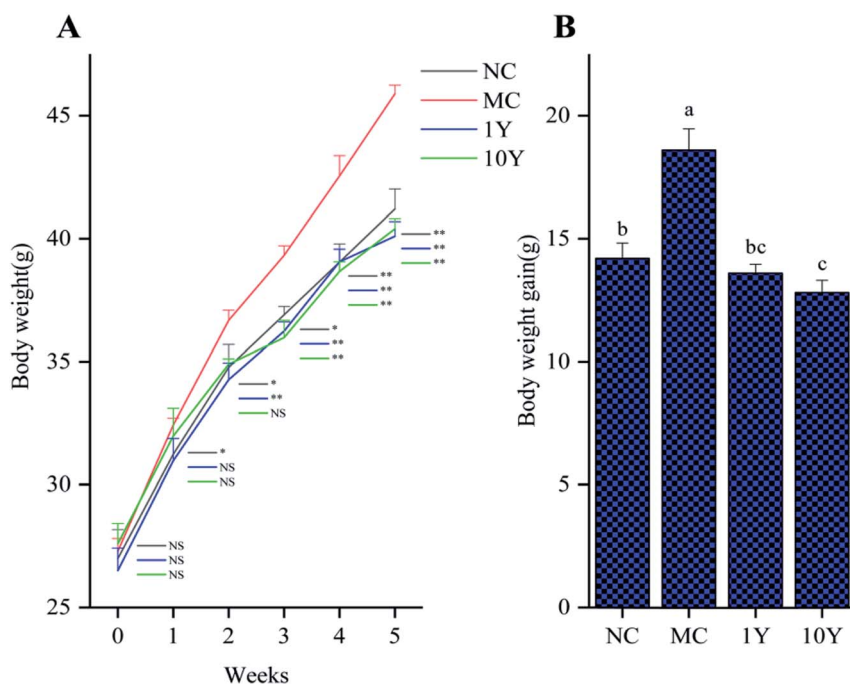 A
Body weight(g)
45
40
35
30
25
0 1 2 3 4 5
Weeks
NC
MC
1Y
10Y
NS
NS
NS
*
NS
NS
*
**
NS
*
**
**
**
**
**
**
**
**
B
Body weight gain(g)
20
15
10
5
0
b
a
bc
c
NC MC 1Y 10Y